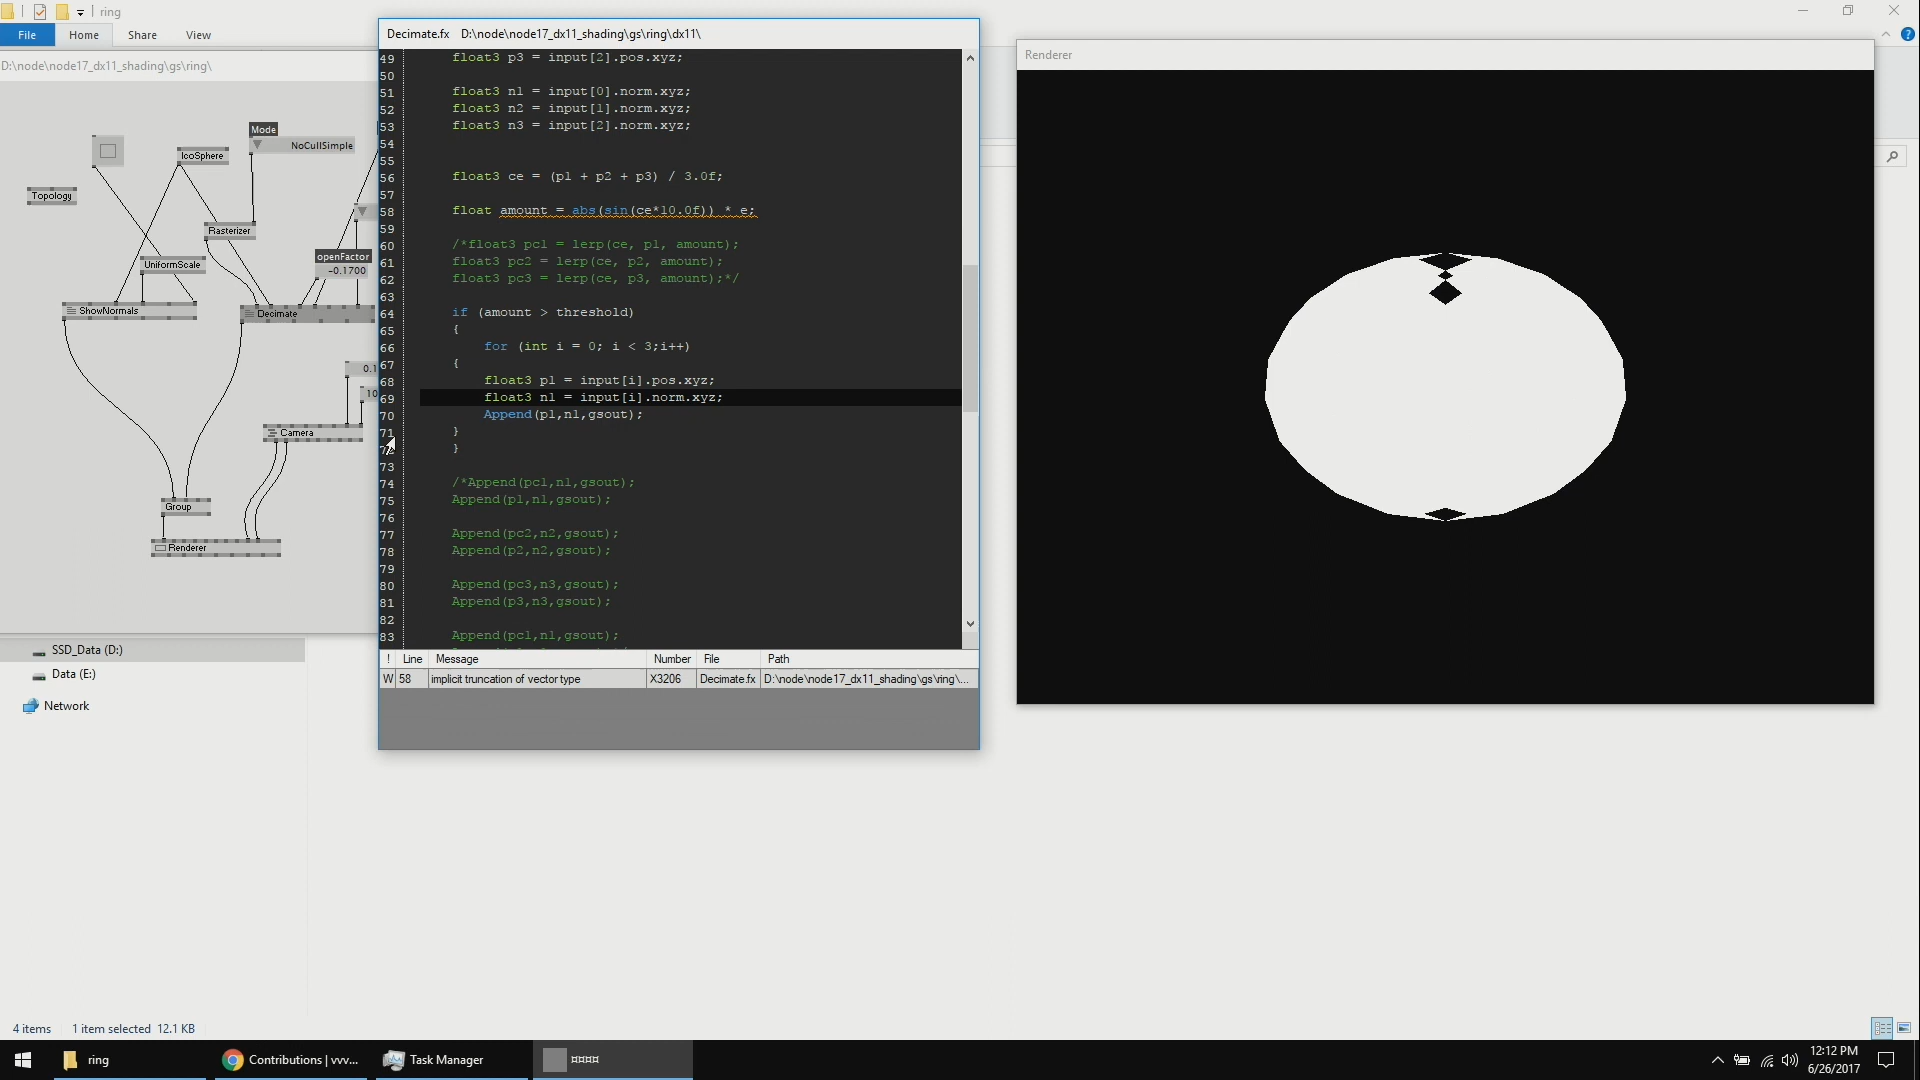 ring
File
Home
Share
View
D:\node\node17_dx11_shading\gs\ring\
Mode
NoCullSimple
IcoSphere
Topology
Rasterizer
UniformScale
openFactor
-0.1700
ShowNormals
Decimate
0.1
10
Camera
Group
Renderer
SSD_Data (D:)
Data (E:)
Network
4 items 1 item selected 12.1 KB
Decimate.fx D:\node\node17_dx11_shading\gs\ring\dx11\
49 float3 p3 = input[2].pos.xyz;
50
51 float3 n1 = input[0].norm.xyz;
52 float3 n2 = input[1].norm.xyz;
53 float3 n3 = input[2].norm.xyz;
54
55
56 float3 ce = (p1 + p2 + p3) / 3.0f;
57
58 float amount = abs(sin(ce*10.0f)) * e;
59
60 /*float3 pc1 = lerp(ce, p1, amount);
61 float3 pc2 = lerp(ce, p2, amount);
62 float3 pc3 = lerp(ce, p3, amount);*/
63
64 if (amount > threshold)
65 {
66 for (int i = 0; i < 3;i++)
67 {
68 float3 p1 = input[i].pos.xyz;
69 float3 n1 = input[i].norm.xyz;
70 Append(p1,n1,gsout);
71 }
72 }
73
74 /*Append(pc1,n1,gsout);
75 Append(p1,n1,gsout);
76
77 Append(pc2,n2,gsout);
78 Append(p2,n2,gsout);
79
80 Append(pc3,n3,gsout);
81 Append(p3,n3,gsout);
82
83 Append(pc1,n1,gsout);
! Line Message Number File Path
W 58 implicit truncation of vector type X3206 Decimate.fx D:\node\node17_dx11_shading\gs\ring\...
Renderer
ring
Contributions | vvv...
Task Manager
¤¤¤¤
12:12 PM
6/26/2017